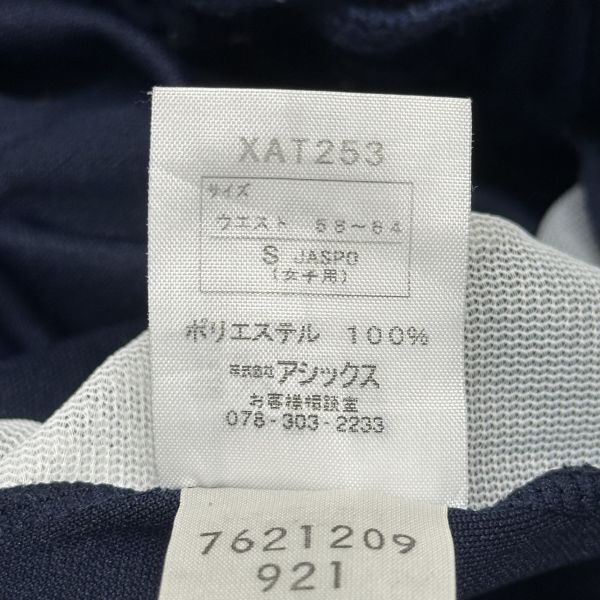 XAT253
サイズ
ウエスト 58～64
S JASPO
(女子用)
ポリエステル 100%
株式会社アシックス
お客様相談室
078-303-2233
7621209
921